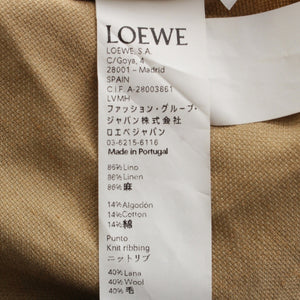 LOEWE
LOEWE, S.A.
C/Goya, 4
28001 - Madrid
SPAIN
C.I.F. A-28003861
LVMH
ファッション・グループ・
ジャパン株式会社
ロエベジャパン
03-6215-6116
Made in Portugal
86% Lino
86% Linen
86% 麻
14% Algodón
14% Cotton
14% 綿
Punto
Knit ribbing
ニットリブ
40% Lana
40% Wool
40% 毛